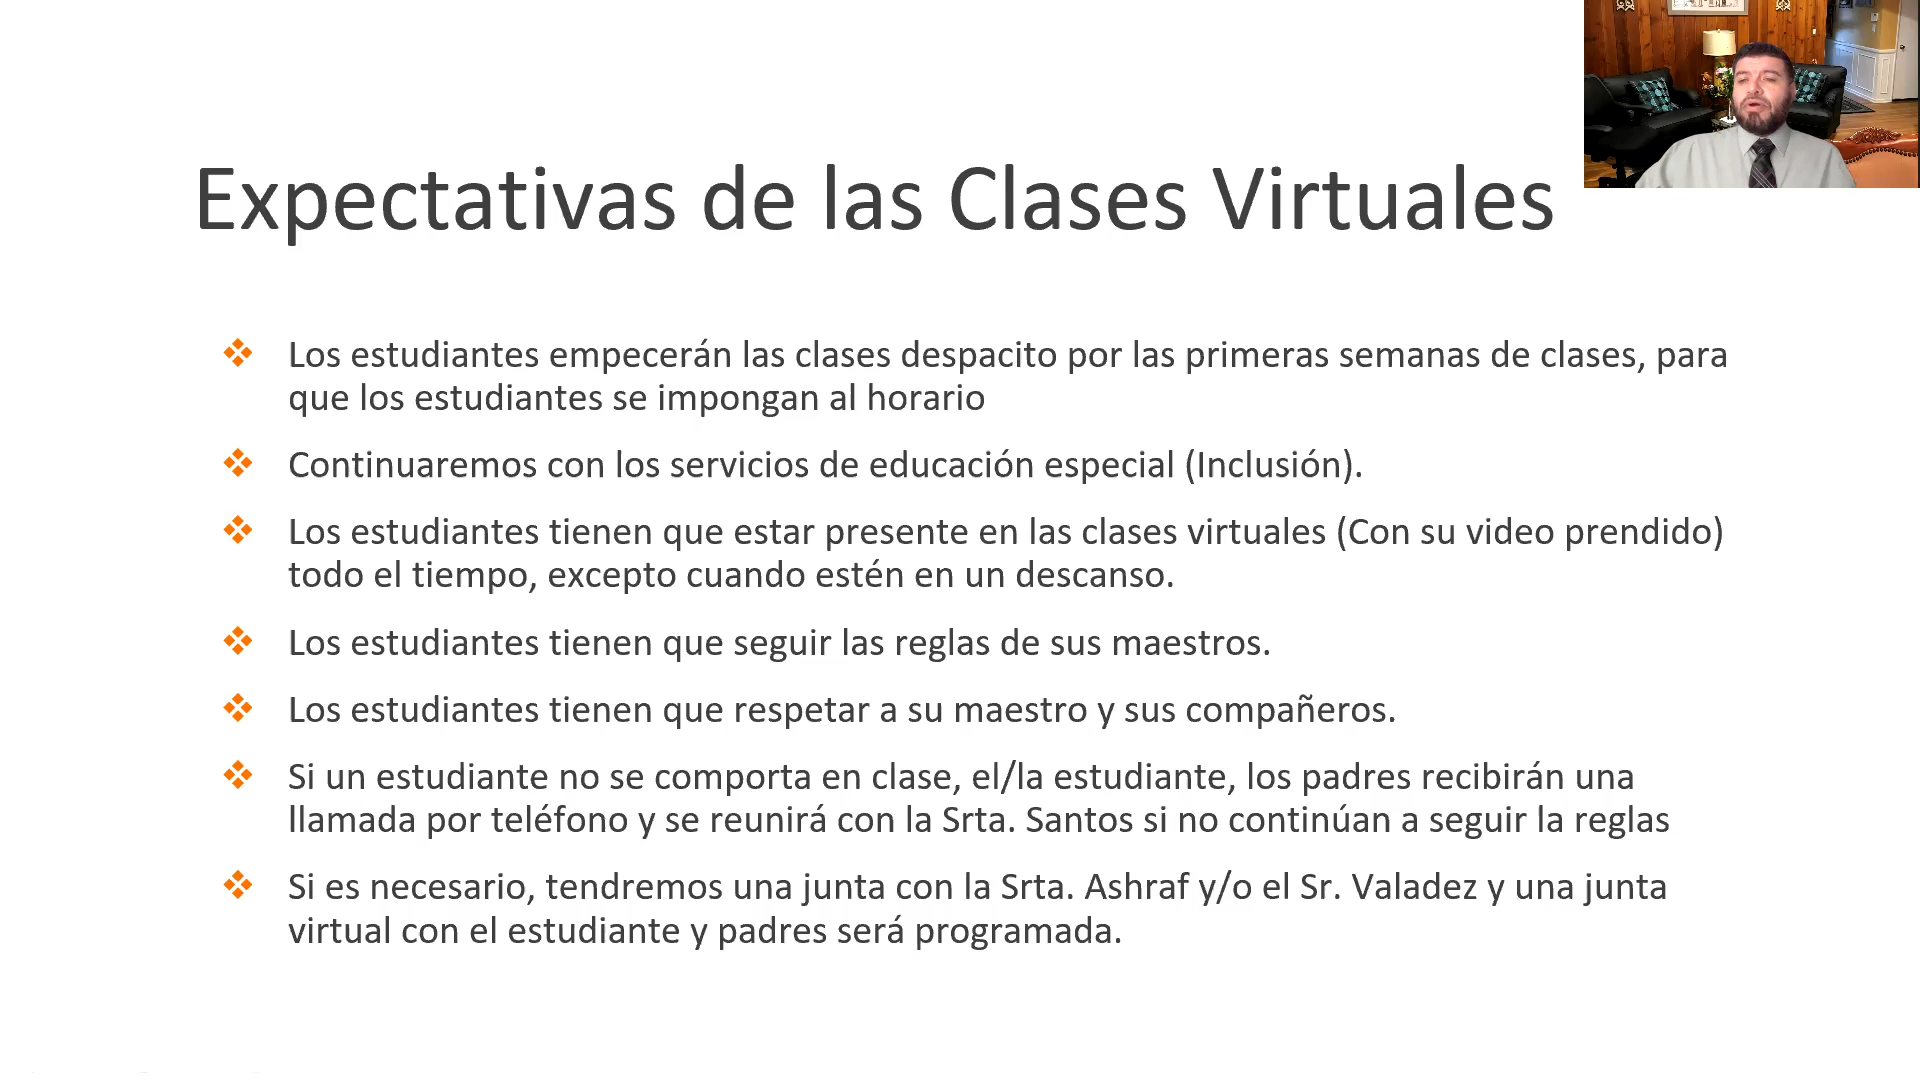 Expectativas de las Clases Virtuales
Los estudiantes empecerán las clases despacito por las primeras semanas de clases, para
que los estudiantes se impongan al horario
Continuaremos con los servicios de educación especial (Inclusión).
Los estudiantes tienen que estar presente en las clases virtuales (Con su video prendido)
todo el tiempo, excepto cuando estén en un descanso.
Los estudiantes tienen que seguir las reglas de sus maestros.
Los estudiantes tienen que respetar a su maestro y sus compañeros.
Si un estudiante no se comporta en clase, el/la estudiante, los padres recibirán una
llamada por teléfono y se reunirá con la Srta. Santos si no continúan a seguir la reglas
Si es necesario, tendremos una junta con la Srta. Ashraf y/o el Sr. Valadez y una junta
virtual con el estudiante y padres será programada.